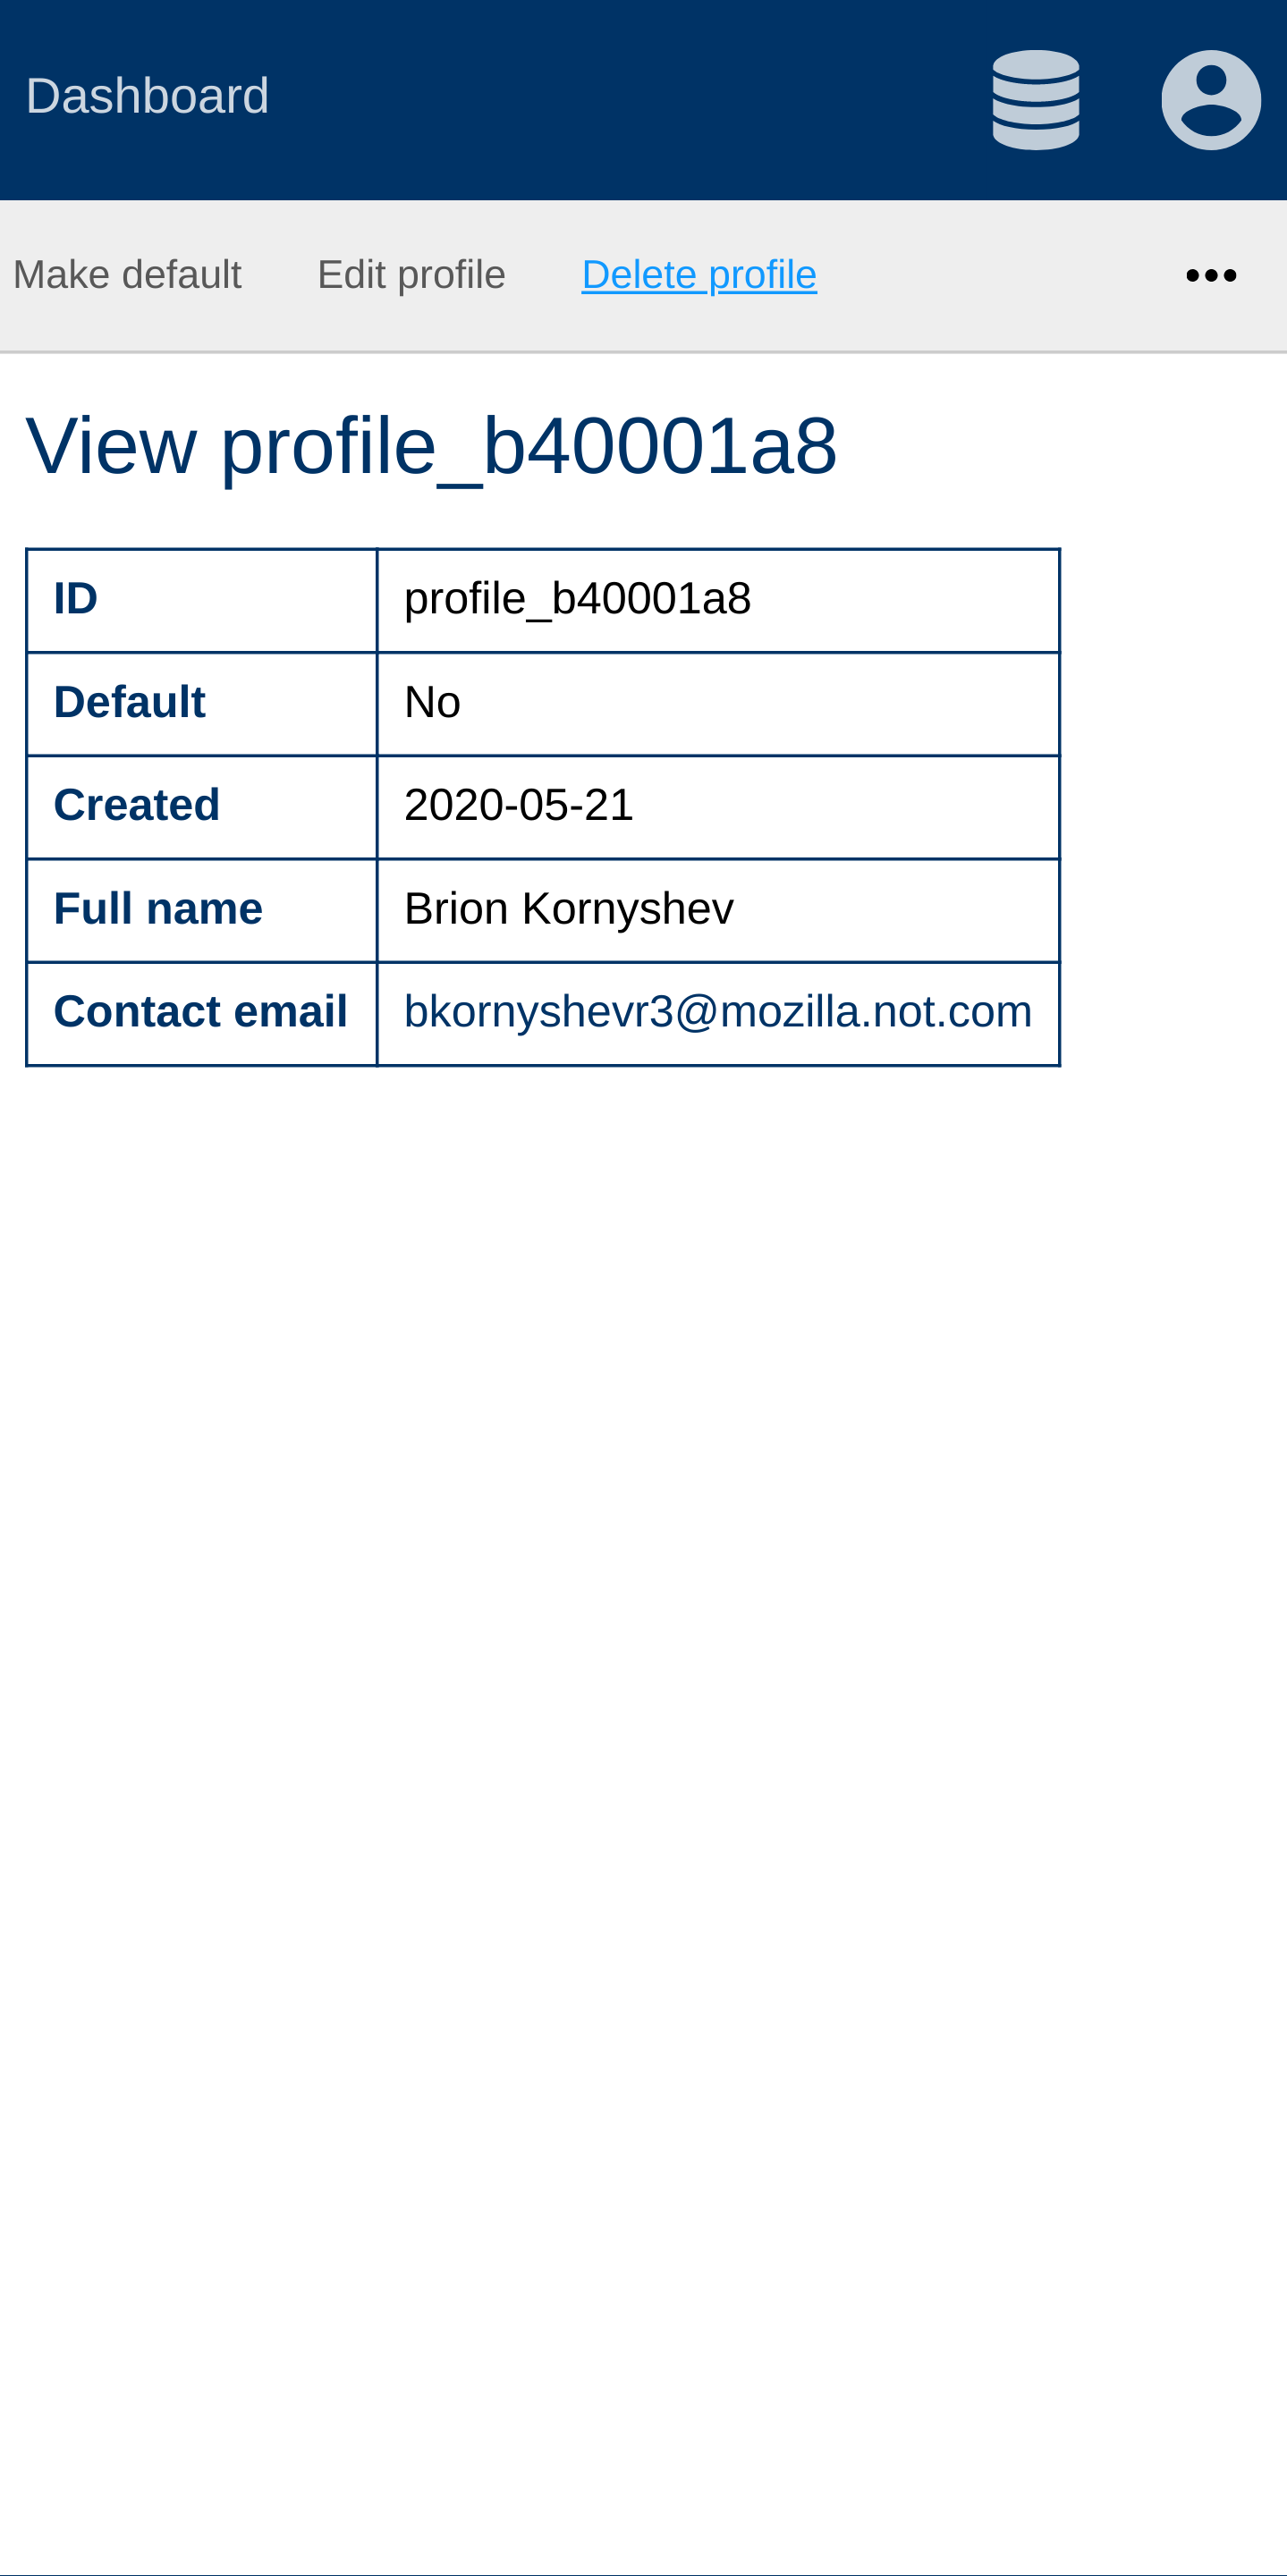 Dashboard
Make default Edit profile Delete profile
View profile_b40001a8
ID profile_b40001a8
Default No
Created 2020-05-21
Full name Brion Kornyshev
Contact email bkornyshevr3@mozilla.not.com